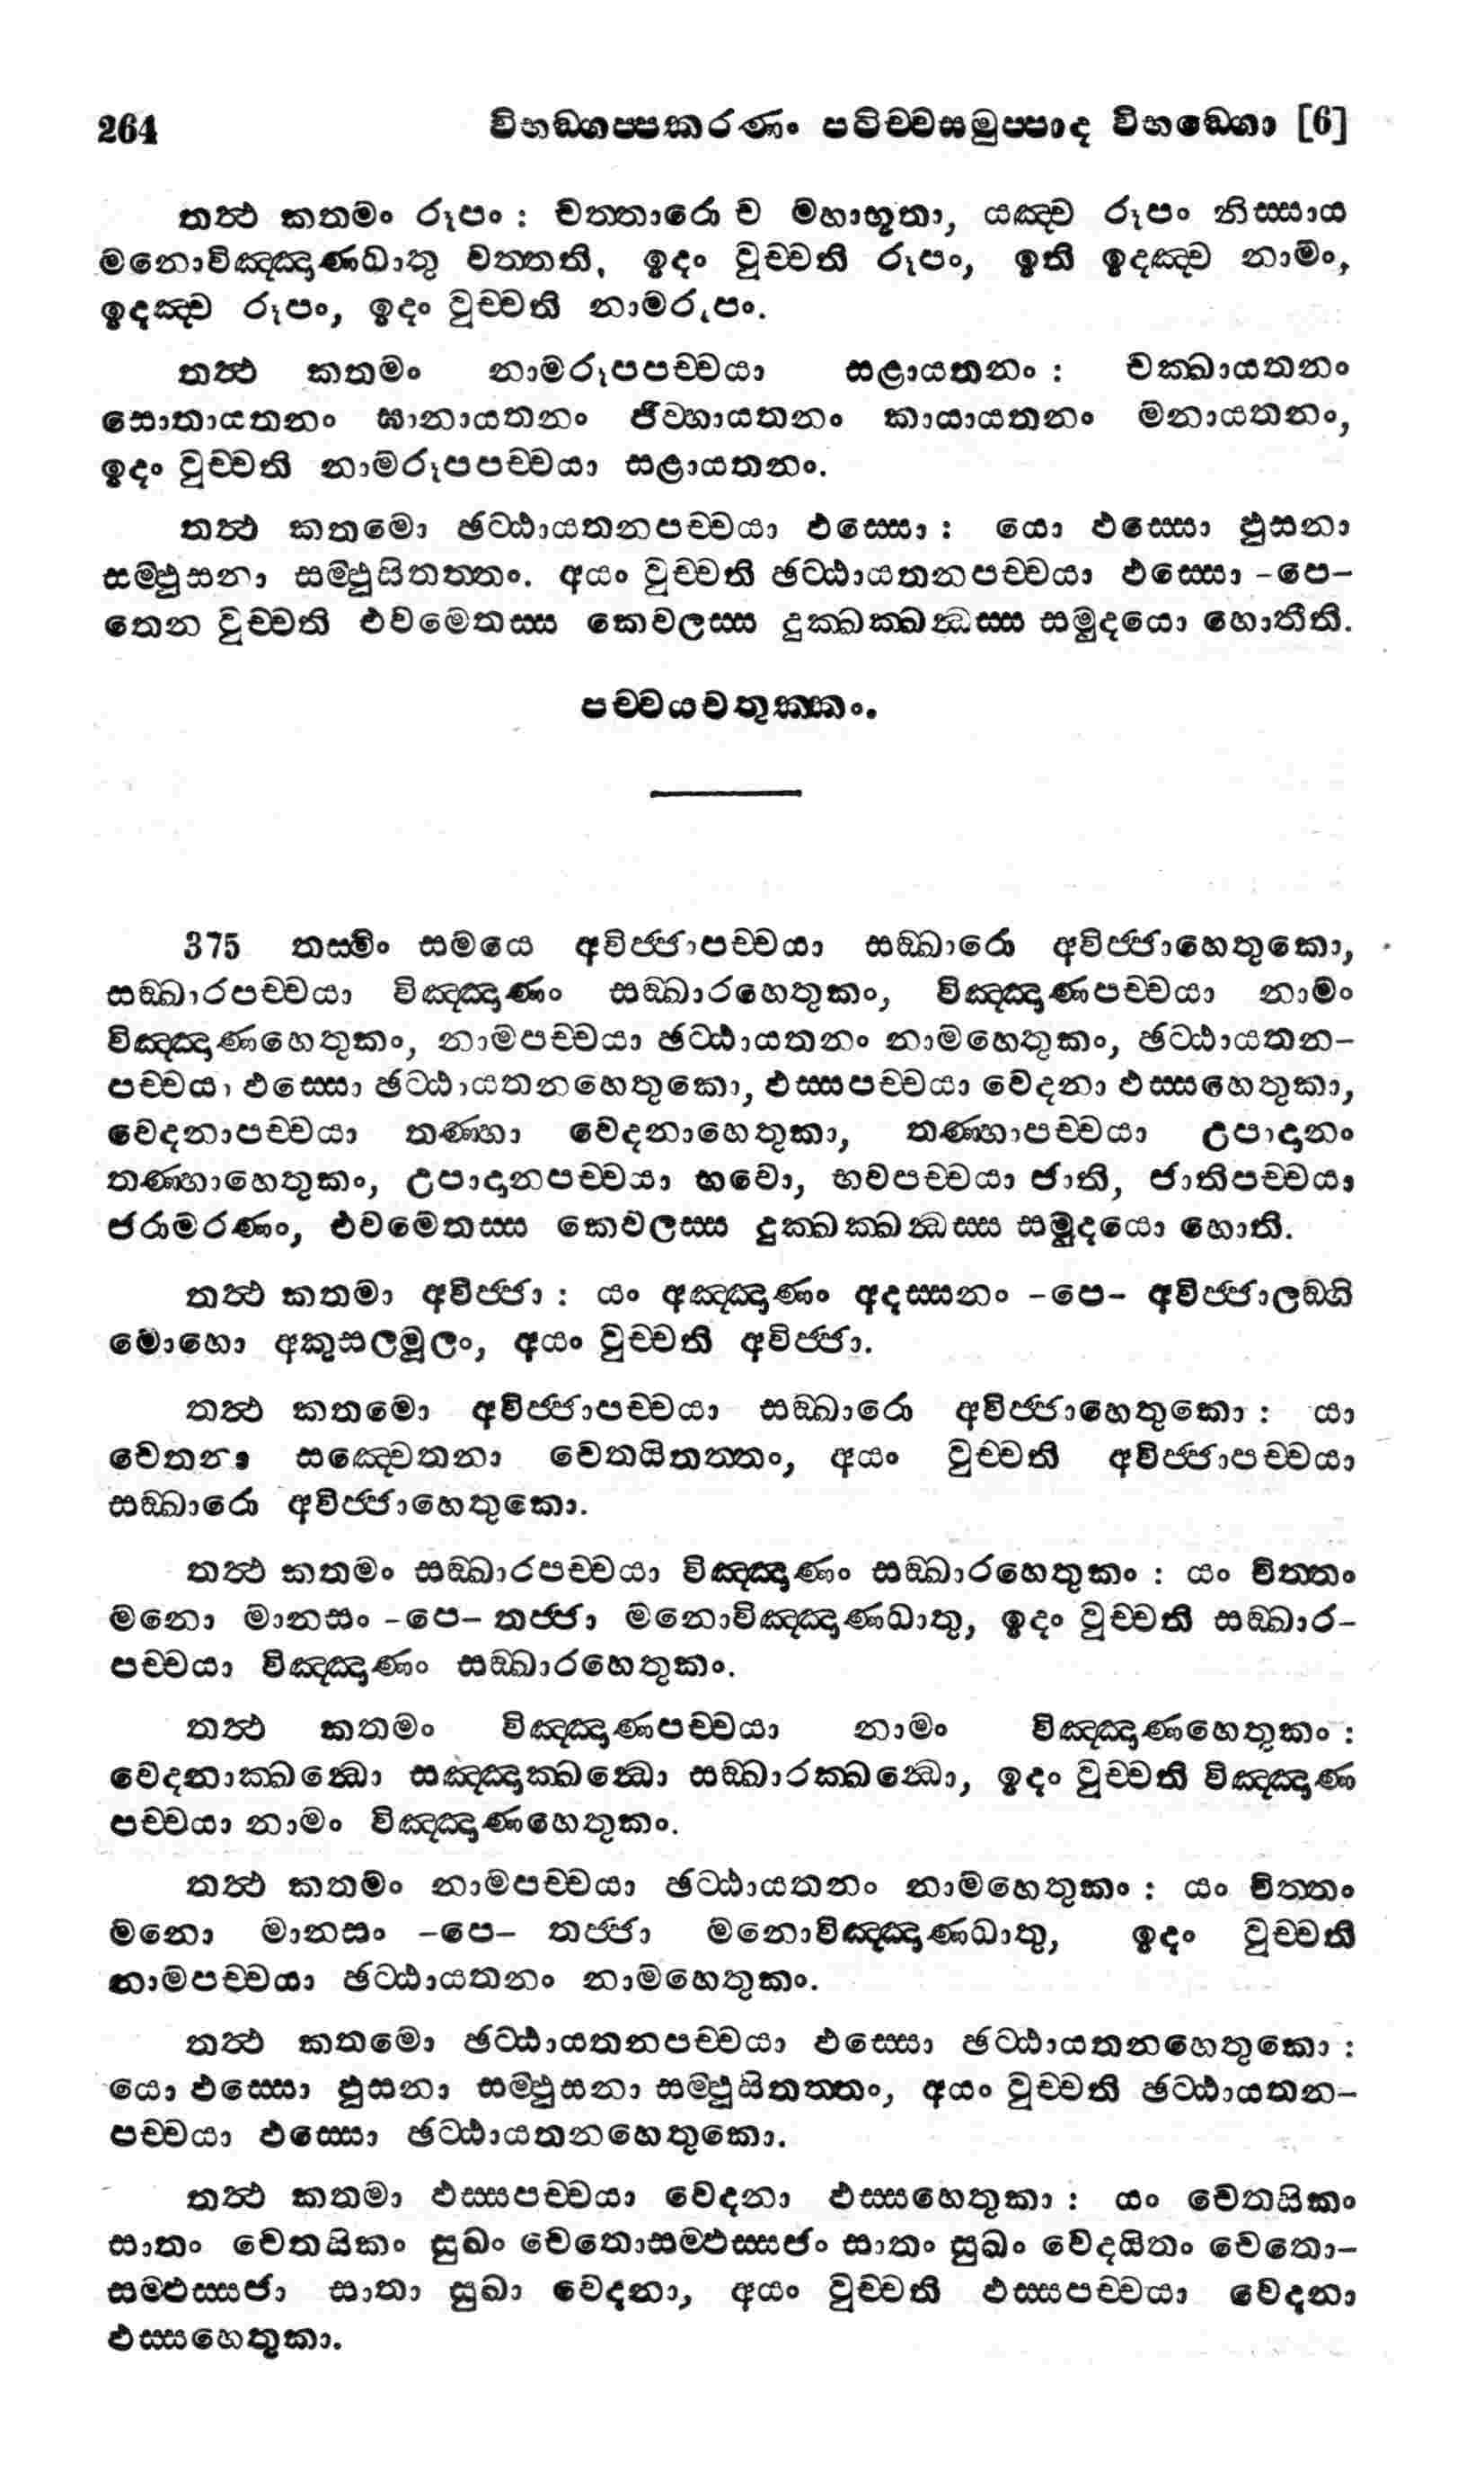 264 විභඞ්ගප්පකරණං පටිච්චසමුප්පාද විභඞ්ගො [6]
තත්ථ කතමං රූපං : චත්තාරො ච මහාභූතා, යඤ්ච රූපං නිස්සාය
මනොවිඤ්ඤාණධාතු වත්තති, ඉදං වුච්චති රූපං, ඉති ඉදඤ්ච නාමං,
ඉදඤ්ච රූපං, ඉදං වුච්චති නාමරූපං.
තත්ථ කතමං නාමරූපපච්චයා සළායතනං : චක්ඛායතනං
සොතායතනං ඝානායතනං ජිව්හායතනං කායායතනං මනායතනං,
ඉදං වුච්චති නාමරූපපච්චයා සළායතනං.
තත්ථ කතමො ඡට්ඨායතනපච්චයා ඵස්සො : යො ඵස්සො ඵුසනා
සම්ඵුසනා සම්ඵුසිතත්තං. අයං වුච්චති ඡට්ඨායතනපච්චයා ඵස්සො -පෙ-
තෙන වුච්චති එවමෙතස්ස කෙවලස්ස දුක්ඛක්ඛන්ධස්ස සමුදයො හොතීති.
පච්චයචතුක්කං.
375 තස්මිං සමයෙ අවිජ්ජාපච්චයා සඞ්ඛාරො අවිජ්ජාහෙතුකො,
සඞ්ඛාරපච්චයා විඤ්ඤාණං සඞ්ඛාරහෙතුකං, විඤ්ඤාණපච්චයා නාමං
විඤ්ඤාණහෙතුකං, නාමපච්චයා ඡට්ඨායතනං නාමහෙතුකං, ඡට්ඨායතන-
පච්චයා ඵස්සො ඡට්ඨායතනහෙතුකො, ඵස්සපච්චයා වෙදනා ඵස්සහෙතුකා,
වෙදනාපච්චයා තණ්හා වෙදනාහෙතුකා, තණ්හාපච්චයා උපාදානං
තණ්හාහෙතුකං, උපාදානපච්චයා භවො, භවපච්චයා ජාති, ජාතිපච්චයා
ජරාමරණං, එවමෙතස්ස කෙවලස්ස දුක්ඛක්ඛන්ධස්ස සමුදයො හොති.
තත්ථ කතමා අවිජ්ජා : යං අඤ්ඤාණං අදස්සනං -පෙ- අවිජ්ජාලඞ්ගි
මොහො අකුසලමූලං, අයං වුච්චති අවිජ්ජා.
තත්ථ කතමො අවිජ්ජාපච්චයා සඞ්ඛාරො අවිජ්ජාහෙතුකො : යා
චෙතනා සඤ්චෙතනා චෙතයිතත්තං, අයං වුච්චති අවිජ්ජාපච්චයා
සඞ්ඛාරො අවිජ්ජාහෙතුකො.
තත්ථ කතමං සඞ්ඛාරපච්චයා විඤ්ඤාණං සඞ්ඛාරහෙතුකං : යං චිත්තං
මනො මානසං -පෙ- තජ්ජා මනොවිඤ්ඤාණධාතු, ඉදං වුච්චති සඞ්ඛාර-
පච්චයා විඤ්ඤාණං සඞ්ඛාරහෙතුකං.
තත්ථ කතමං විඤ්ඤාණපච්චයා නාමං විඤ්ඤාණහෙතුකං :
වෙදනාක්ඛන්ධො සඤ්ඤාක්ඛන්ධො සඞ්ඛාරක්ඛන්ධො, ඉදං වුච්චති විඤ්ඤාණ
පච්චයා නාමං විඤ්ඤාණහෙතුකං.
තත්ථ කතමං නාමපච්චයා ඡට්ඨායතනං නාමහෙතුකං : යං චිත්තං
මනො මානසං -පෙ- තජ්ජා මනොවිඤ්ඤාණධාතු, ඉදං වුච්චති
නාමපච්චයා ඡට්ඨායතනං නාමහෙතුකං.
තත්ථ කතමො ඡට්ඨායතනපච්චයා ඵස්සො ඡට්ඨායතනහෙතුකො :
යො ඵස්සො ඵුසනා සම්ඵුසනා සම්ඵුසිතත්තං, අයං වුච්චති ඡට්ඨායතන-
පච්චයා ඵස්සො ඡට්ඨායතනහෙතුකො.
තත්ථ කතමා ඵස්සපච්චයා වෙදනා ඵස්සහෙතුකා : යං චෙතසිකං
සාතං චෙතසිකං සුඛං චෙතොසම්ඵස්සජං සාතං සුඛං වෙදයිතං චෙතො-
සම්ඵස්සජා සාතා සුඛා වෙදනා, අයං වුච්චති ඵස්සපච්චයා වෙදනා
ඵස්සහෙතුකා.